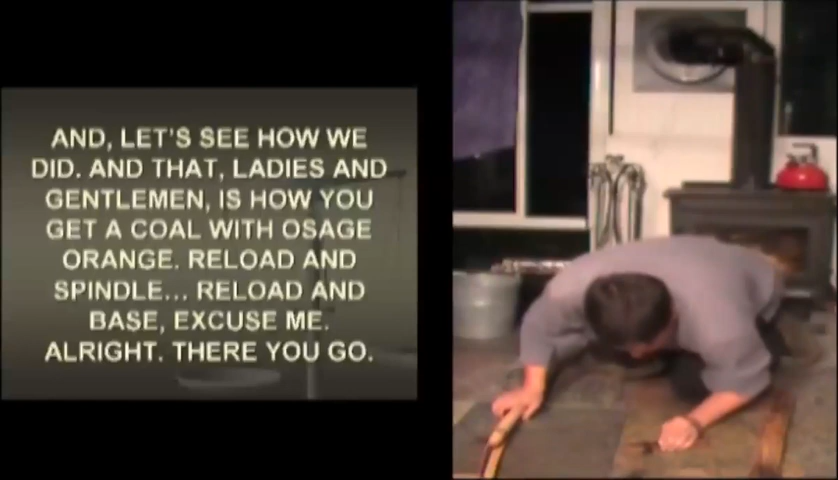 AND, LET'S SEE HOW WE
DID. AND THAT, LADIES AND
GENTLEMEN, IS HOW YOU
GET A COAL WITH OSAGE
ORANGE. RELOAD AND
SPINDLE... RELOAD AND
BASE, EXCUSE ME.
ALRIGHT. THERE YOU GO.